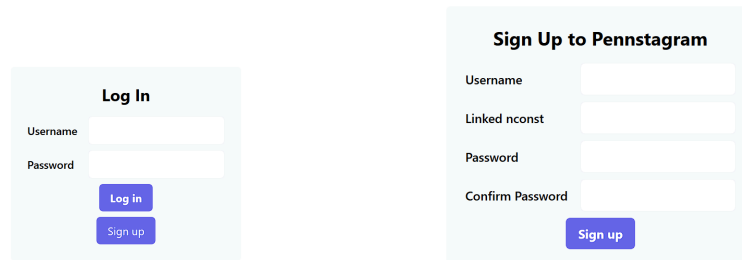 Log In
Username
Password
Log in
Sign up
Sign Up to Pennstagram
Username
Linked nconst
Password
Confirm Password
Sign up